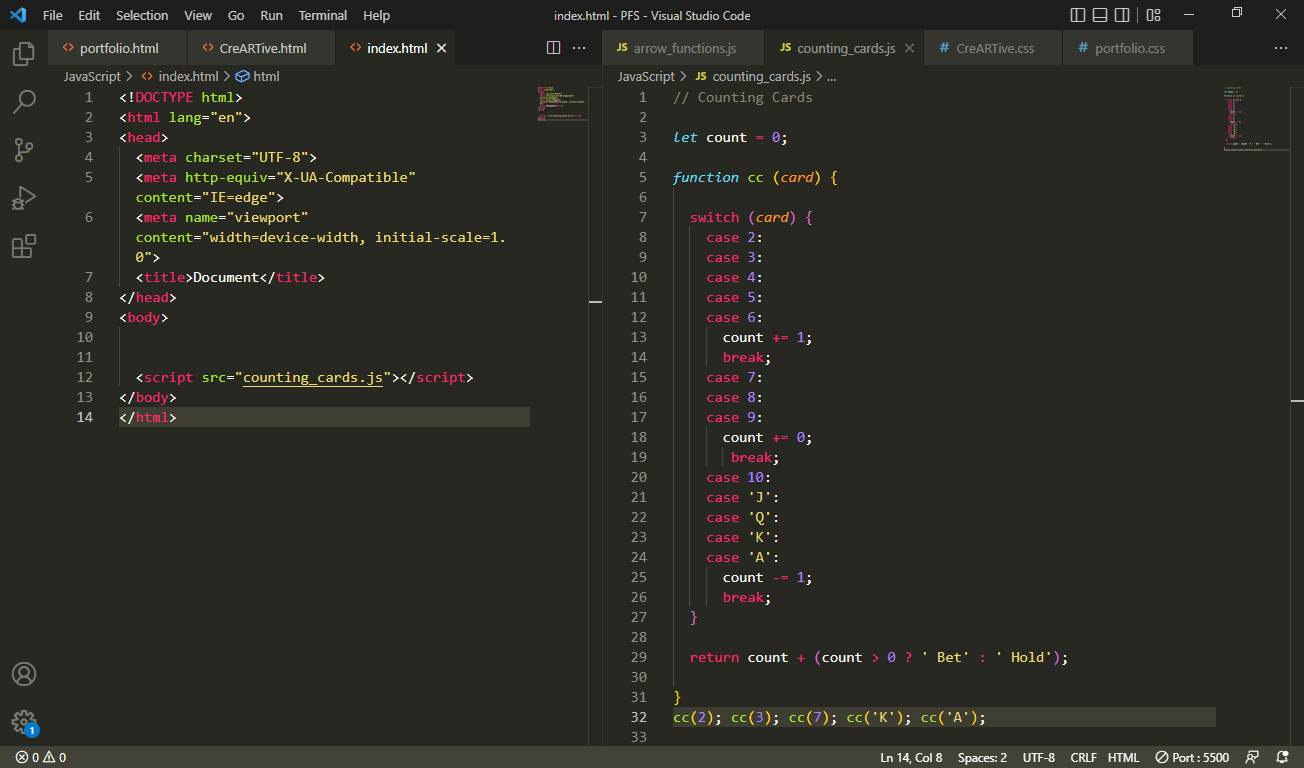 File Edit Selection View Go Run Terminal Help index.html - PFS - Visual Studio Code
portfolio.html CreARTive.html index.html
JavaScript > index.html > html
1 <!DOCTYPE html>
2 <html lang="en">
3 <head>
4 <meta charset="UTF-8">
5 <meta http-equiv="X-UA-Compatible"
content="IE=edge">
6 <meta name="viewport"
content="width=device-width, initial-scale=1.
0">
7 <title>Document</title>
8 </head>
9 <body>
10
11
12 <script src="counting_cards.js"></script>
13 </body>
14 </html>
JS arrow_functions.js JS counting_cards.js # CreARTive.css # portfolio.css
JavaScript > JS counting_cards.js > ...
1 // Counting Cards
2
3 let count = 0;
4
5 function cc (card) {
6
7 switch (card) {
8 case 2:
9 case 3:
10 case 4:
11 case 5:
12 case 6:
13 count += 1;
14 break;
15 case 7:
16 case 8:
17 case 9:
18 count += 0;
19 break;
20 case 10:
21 case 'J':
22 case 'Q':
23 case 'K':
24 case 'A':
25 count -= 1;
26 break;
27 }
28
29 return count + (count > 0 ? ' Bet' : ' Hold');
30
31 }
32 cc(2); cc(3); cc(7); cc('K'); cc('A');
33
1
0 0 Ln 14, Col 8 Spaces: 2 UTF-8 CRLF HTML Port : 5500